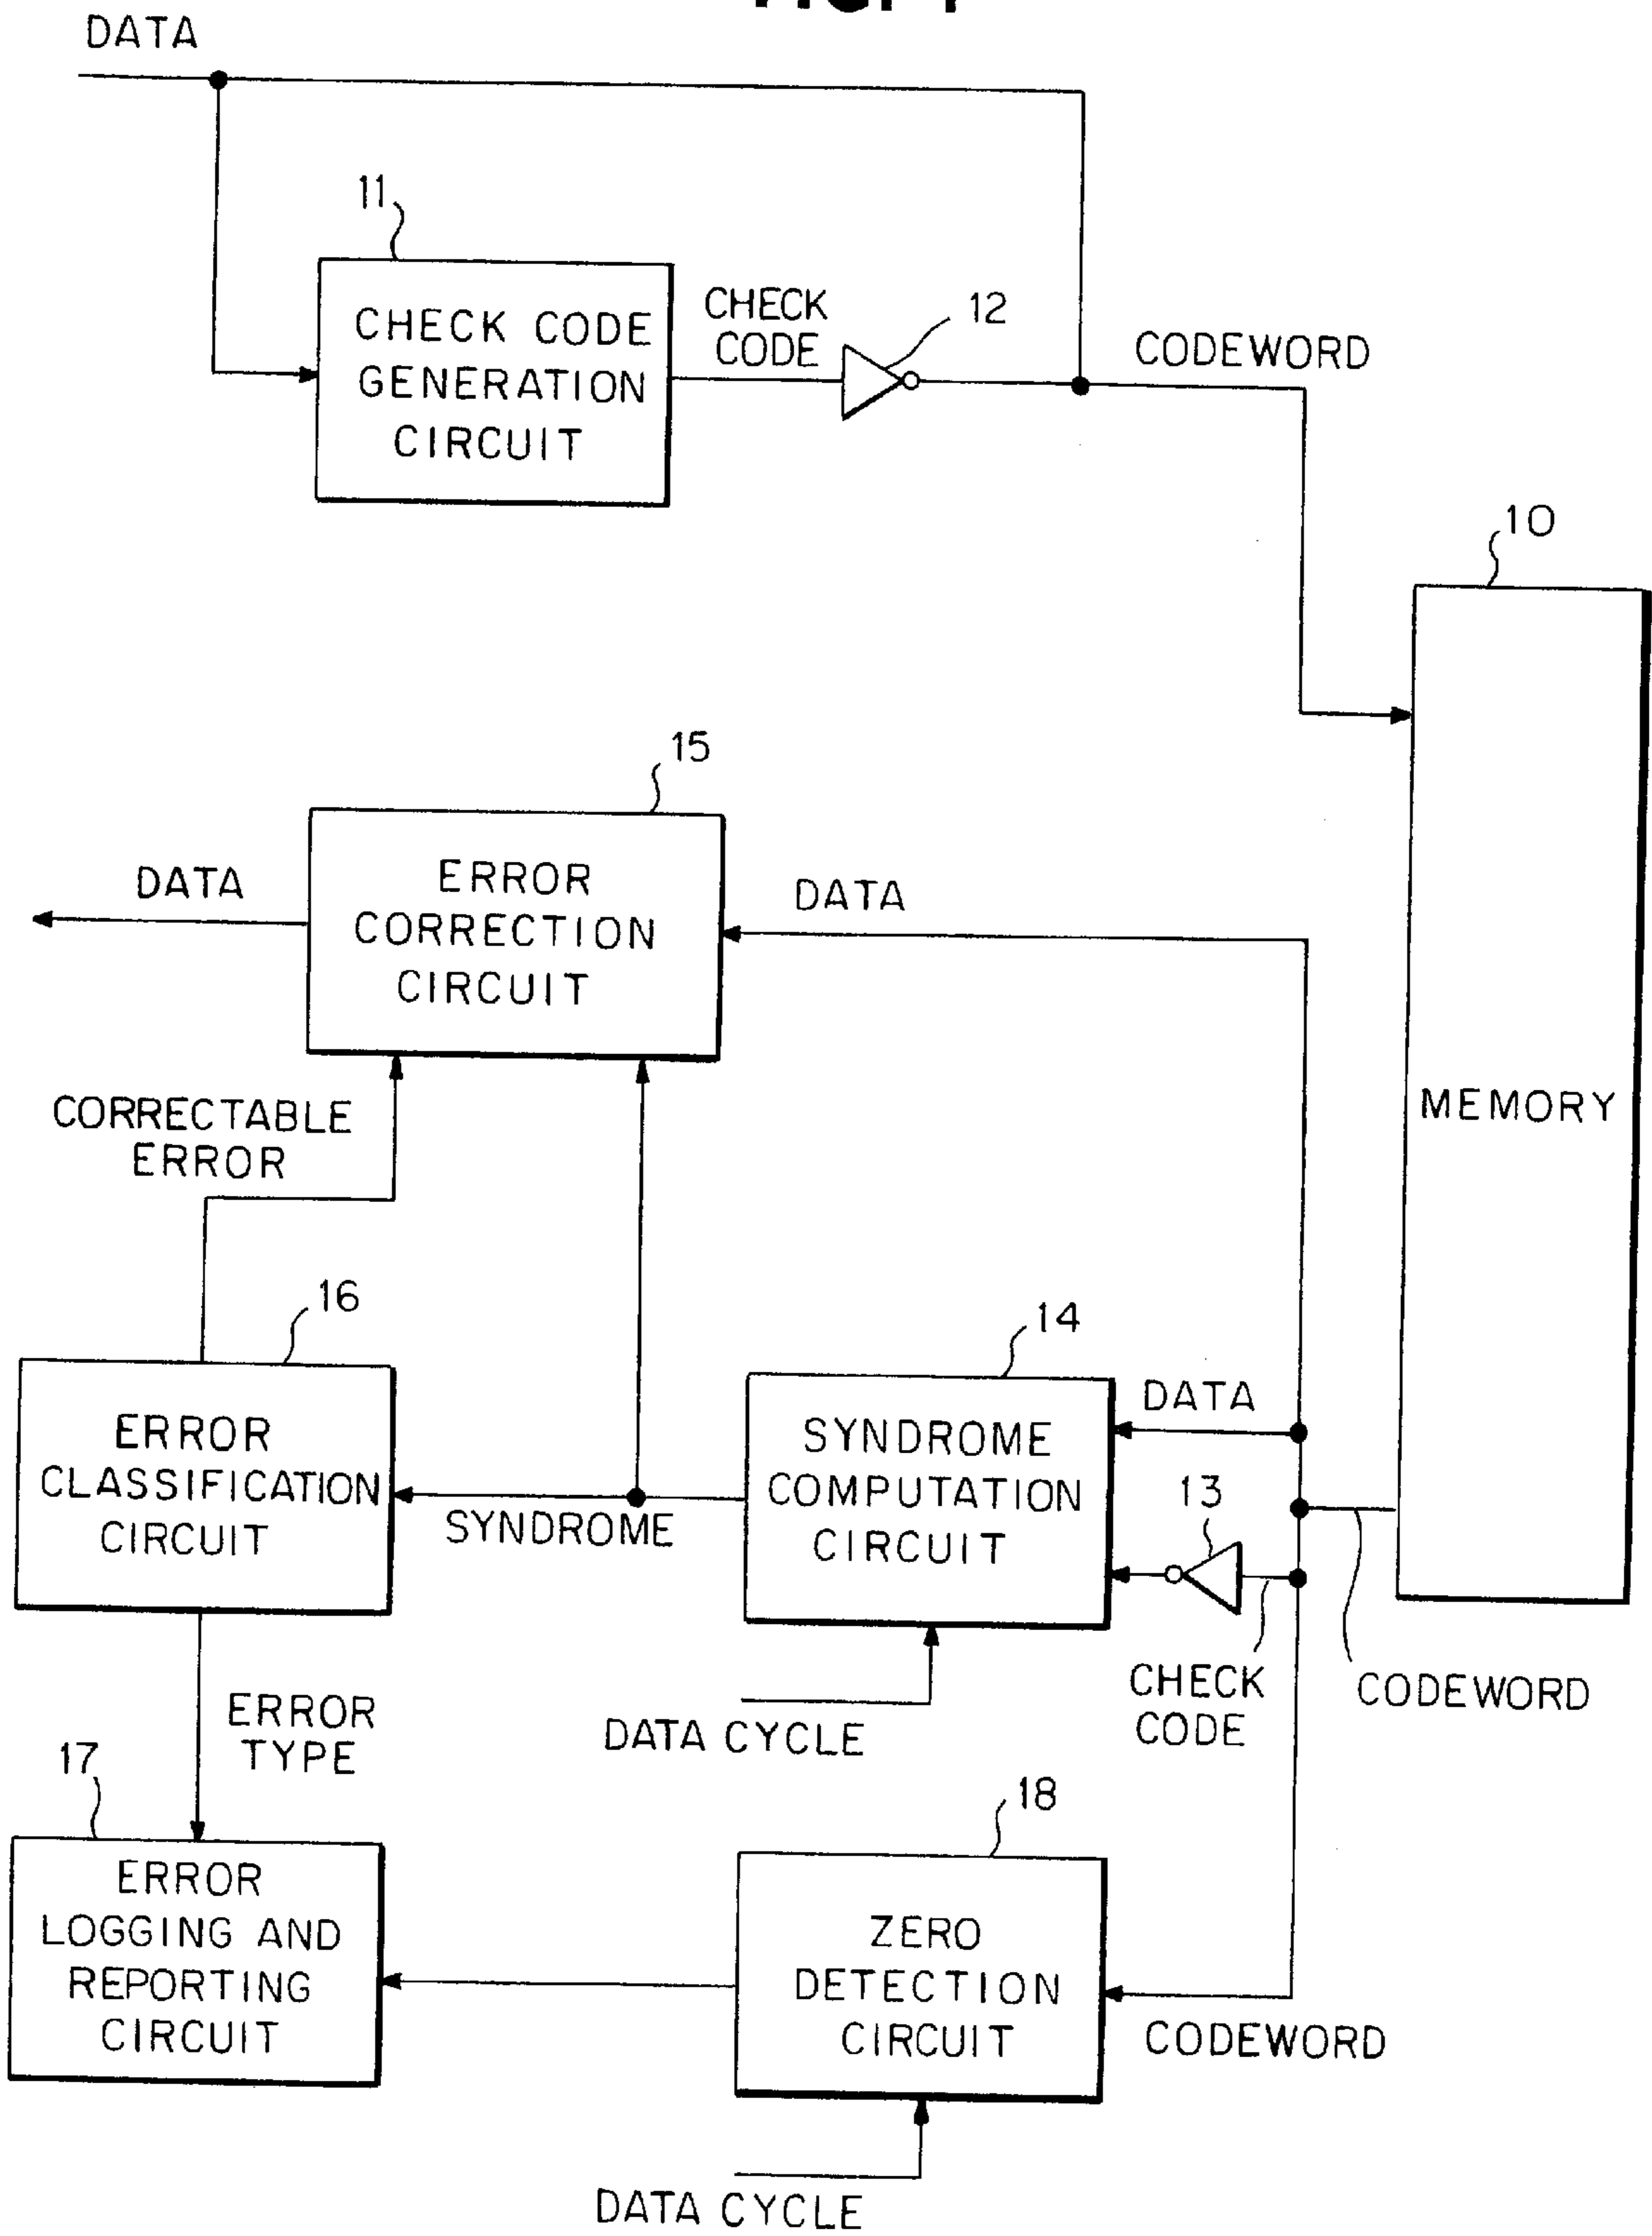 DATA
11
CHECK CODE
GENERATION
CIRCUIT
CHECK
CODE
12
CODEWORD
10
MEMORY
15
ERROR
CORRECTION
CIRCUIT
DATA
DATA
CORRECTABLE
ERROR
16
ERROR
CLASSIFICATION
CIRCUIT
SYNDROME
14
SYNDROME
COMPUTATION
CIRCUIT
DATA
13
CHECK
CODE
CODEWORD
DATA CYCLE
ERROR
TYPE
17
ERROR
LOGGING AND
REPORTING
CIRCUIT
18
ZERO
DETECTION
CIRCUIT
CODEWORD
DATA CYCLE